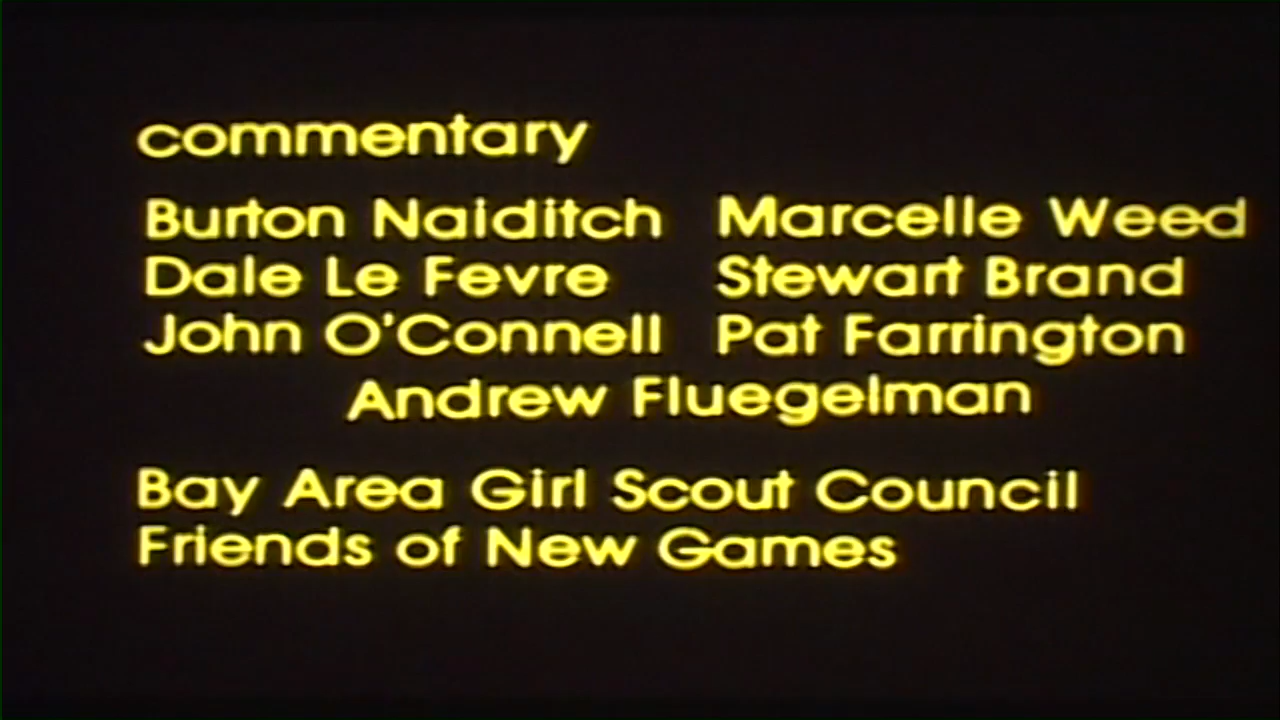 commentary
Burton Naiditch Marcelle Weed
Dale Le Fevre Stewart Brand
John O'Connell Pat Farrington
Andrew Fluegelman
Bay Area Girl Scout Council
Friends of New Games